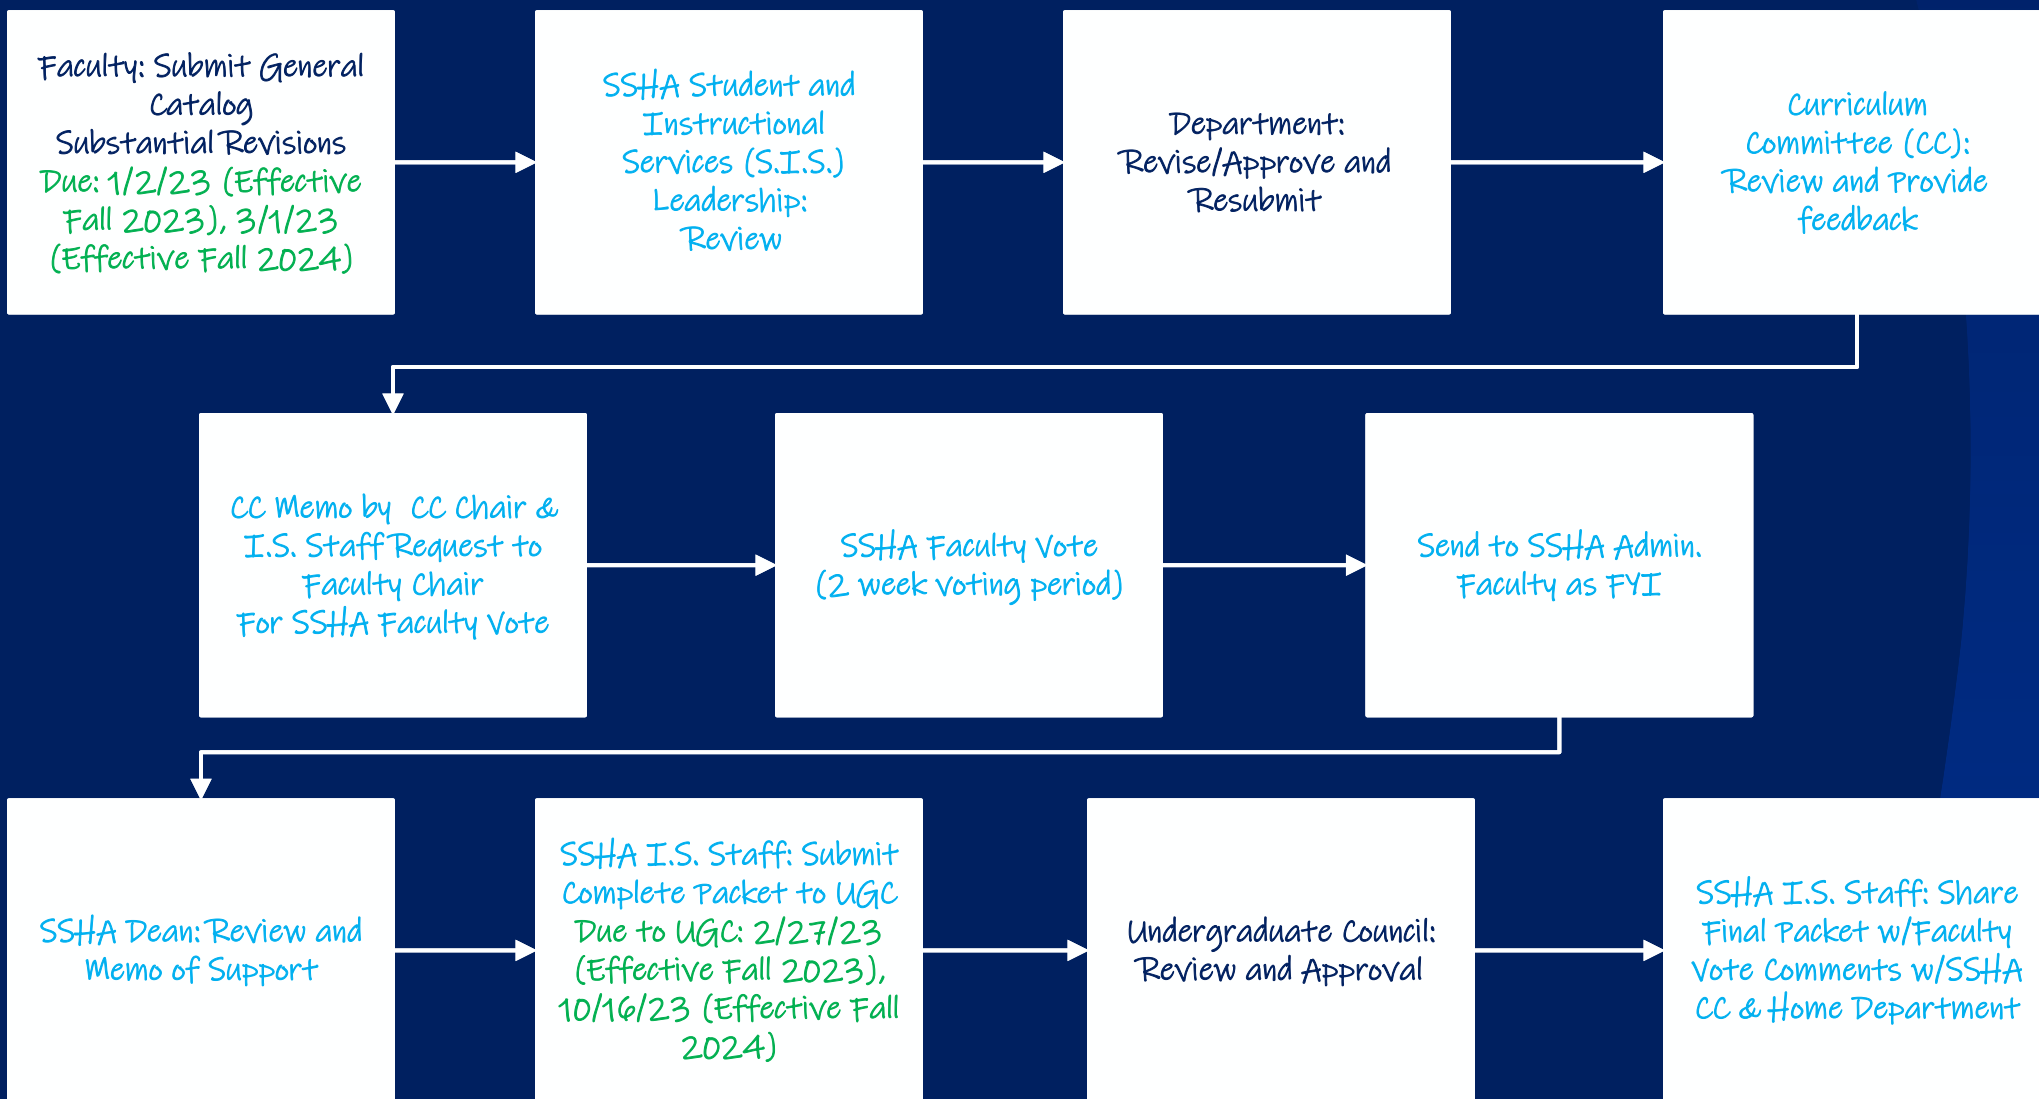 Faculty: Submit General
Catalog
Substantial Revisions
Due: 1/2/23 (Effective
Fall 2023), 3/1/23
(Effective Fall 2024)
SSHA Student and
Instructional
Services (S.I.S.)
Leadership:
Review
Department:
Revise/Approve and
Resubmit
Curriculum
Committee (CC):
Review and Provide
feedback
CC Memo by CC Chair &
I.S. Staff Request to
Faculty Chair
For SSHA Faculty Vote
SSHA Faculty Vote
(2 week voting period)
Send to SSHA Admin.
Faculty as FYI
SSHA Dean: Review and
Memo of Support
SSHA I.S. Staff: Submit
Complete Packet to UGC
Due to UGC: 2/27/23
(Effective Fall 2023),
10/16/23 (Effective Fall
2024)
Undergraduate Council:
Review and Approval
SSHA I.S. Staff: Share
Final Packet w/Faculty
Vote Comments w/SSHA
CC & Home Department